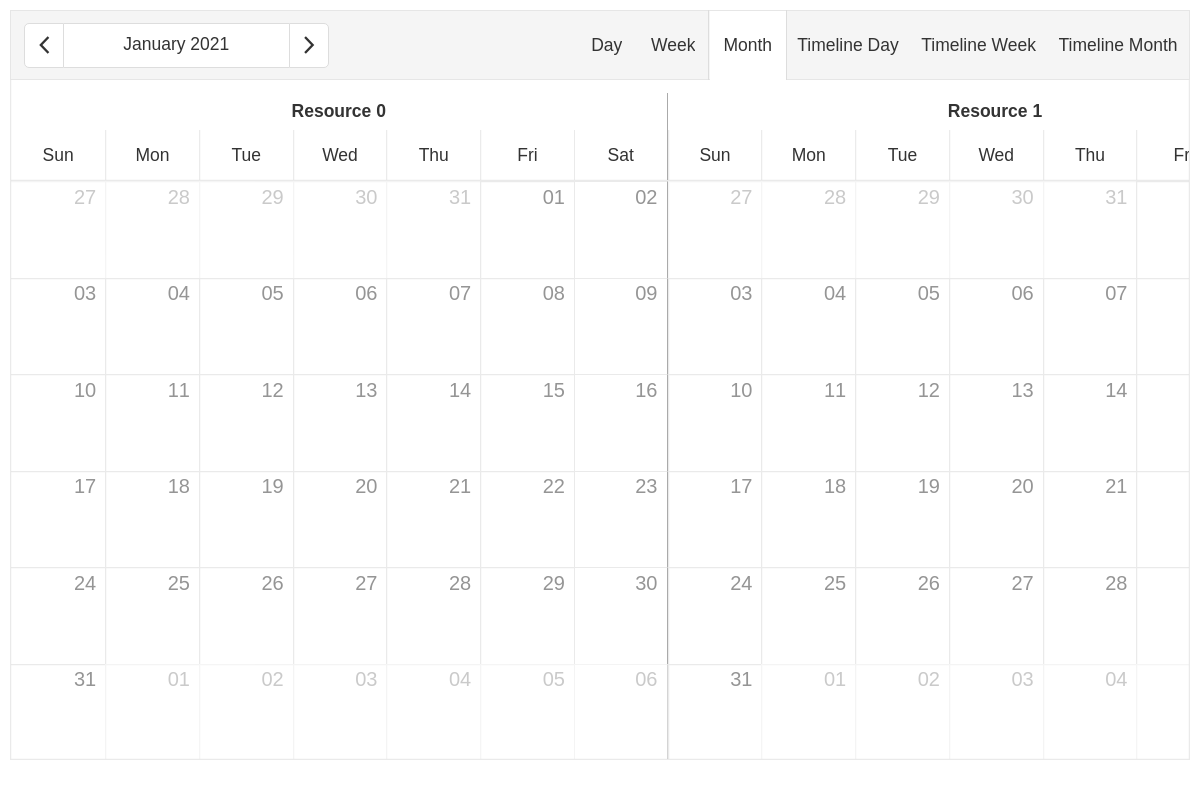 January 2021 Day Week Month Timeline Day Timeline Week Timeline Month
Resource 0 Resource 1
Sun Mon Tue Wed Thu Fri Sat Sun Mon Tue Wed Thu Fr
27 28 29 30 31 01 02 27 28 29 30 31
03 04 05 06 07 08 09 03 04 05 06 07
10 11 12 13 14 15 16 10 11 12 13 14
17 18 19 20 21 22 23 17 18 19 20 21
24 25 26 27 28 29 30 24 25 26 27 28
31 01 02 03 04 05 06 31 01 02 03 04